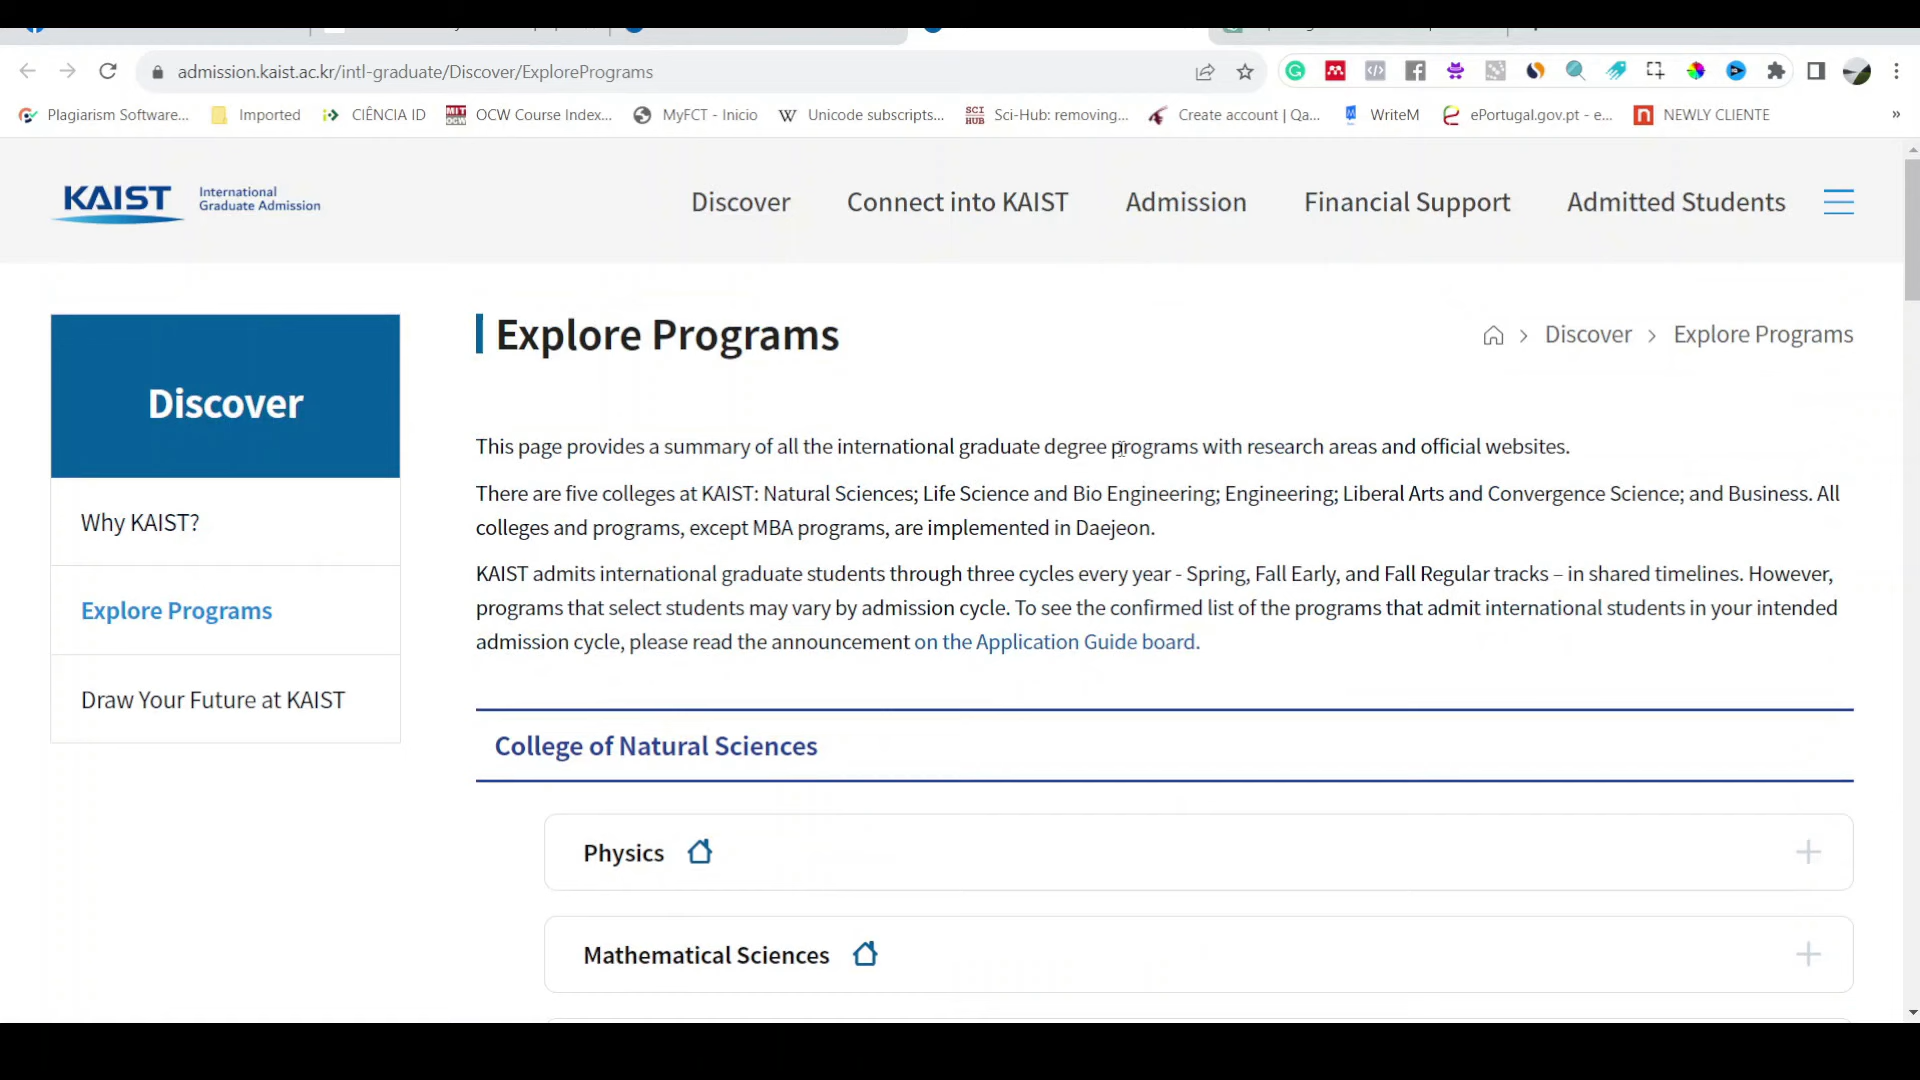 admission.kaist.ac.kr/intl-graduate/Discover/ExplorePrograms
Plagiarism Software... Imported CIÊNCIA ID OCW Course Index... MyFCT - Inicio Unicode subscripts... Sci-Hub: removing... Create account | Qa... WriteM ePortugal.gov.pt - e... NEWLY CLIENTE »
KAIST International
Graduate Admission
Discover Connect into KAIST Admission Financial Support Admitted Students
Discover
Why KAIST?
Explore Programs
Draw Your Future at KAIST
Explore Programs
> Discover > Explore Programs
This page provides a summary of all the international graduate degree programs with research areas and official websites.
There are five colleges at KAIST: Natural Sciences; Life Science and Bio Engineering; Engineering; Liberal Arts and Convergence Science; and Business. All
colleges and programs, except MBA programs, are implemented in Daejeon.
KAIST admits international graduate students through three cycles every year - Spring, Fall Early, and Fall Regular tracks – in shared timelines. However,
programs that select students may vary by admission cycle. To see the confirmed list of the programs that admit international students in your intended
admission cycle, please read the announcement on the Application Guide board.
College of Natural Sciences
Physics
Mathematical Sciences